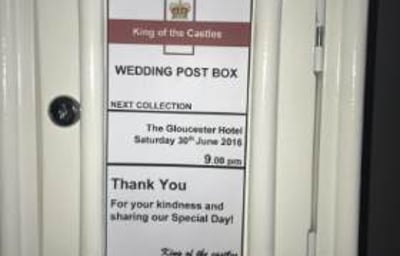 King of the Castles
WEDDING POST BOX
NEXT COLLECTION
The Gloucester Hotel
Saturday 30th June 2016
9.00 pm
Thank You
For your kindness and
sharing our Special Day!
King of the castles